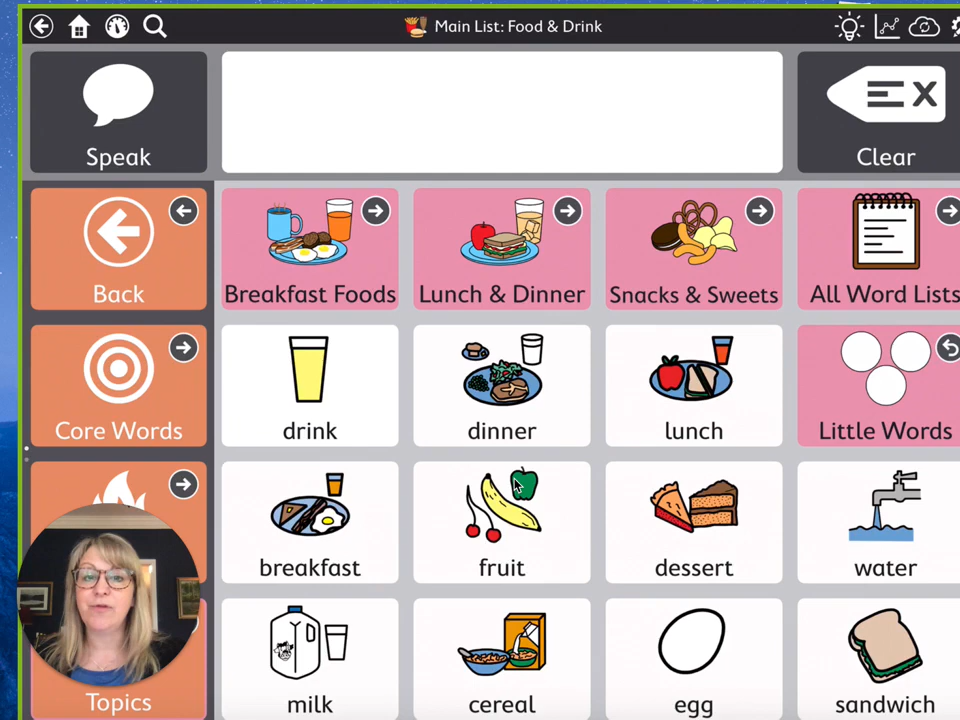 Main List: Food & Drink
Speak
Clear
Back
Breakfast Foods
Lunch & Dinner
Snacks & Sweets
All Word Lists
Core Words
drink
dinner
lunch
Little Words
breakfast
fruit
dessert
water
Topics
milk
cereal
egg
sandwich